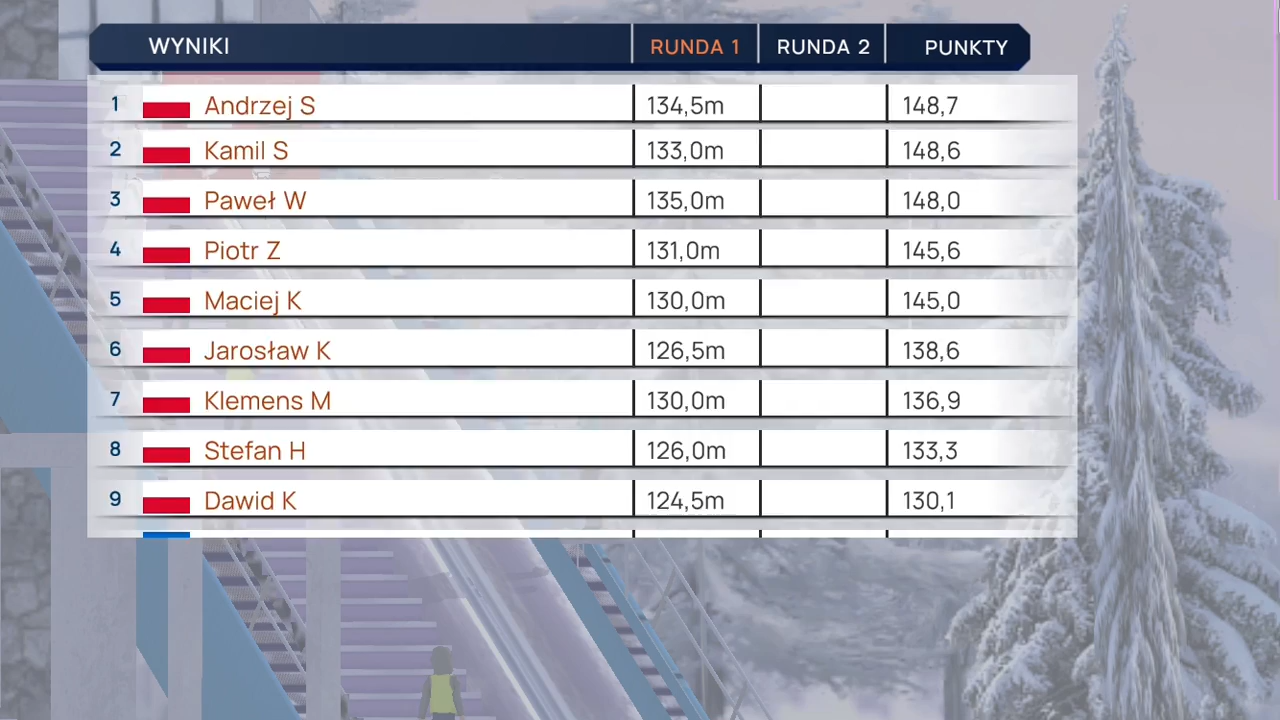 WYNIKI RUNDA 1 RUNDA 2 PUNKTY
1 Andrzej S 134,5m 148,7
2 Kamil S 133,0m 148,6
3 Paweł W 135,0m 148,0
4 Piotr Z 131,0m 145,6
5 Maciej K 130,0m 145,0
6 Jarosław K 126,5m 138,6
7 Klemens M 130,0m 136,9
8 Stefan H 126,0m 133,3
9 Dawid K 124,5m 130,1